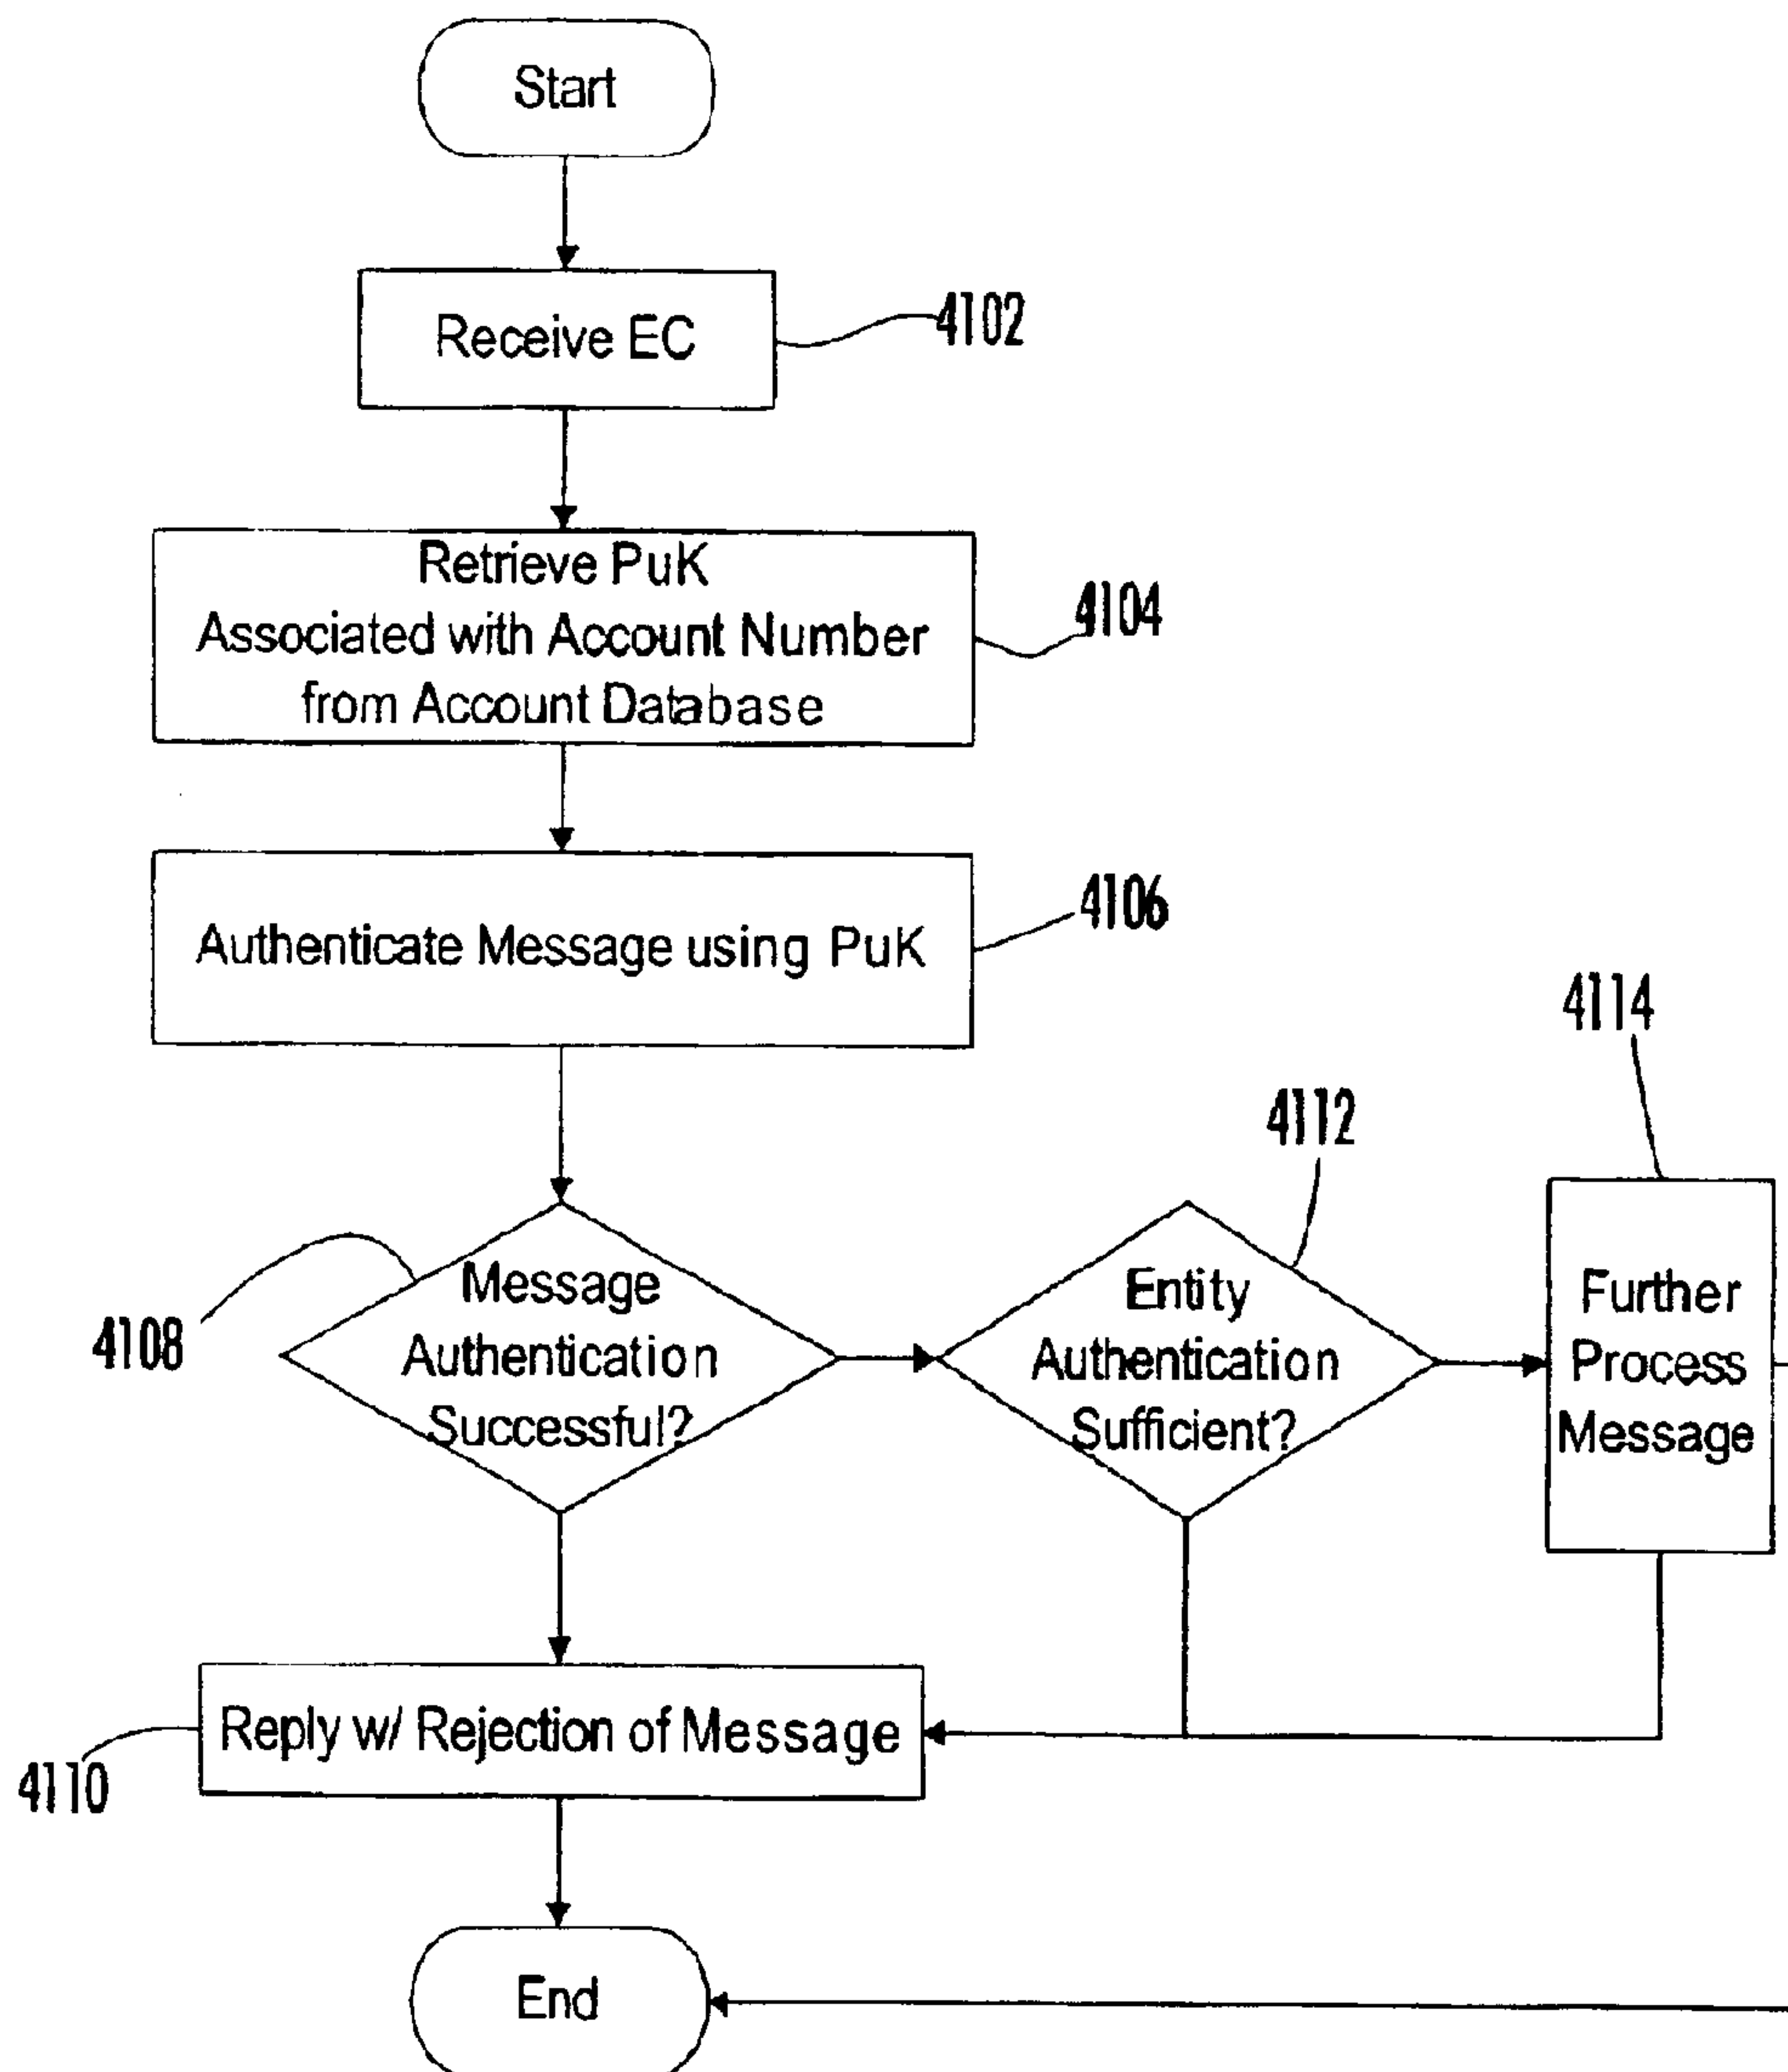 Start
Receive EC
4102
Retrieve PuK
Associated with Account Number
from Account Database
4104
Authenticate Message using PuK
4106
4114
4112
Message
Authentication
Successful?
4108
Entity
Authentication
Sufficient?
Further
Process
Message
Reply w/ Rejection of Message
4110
End